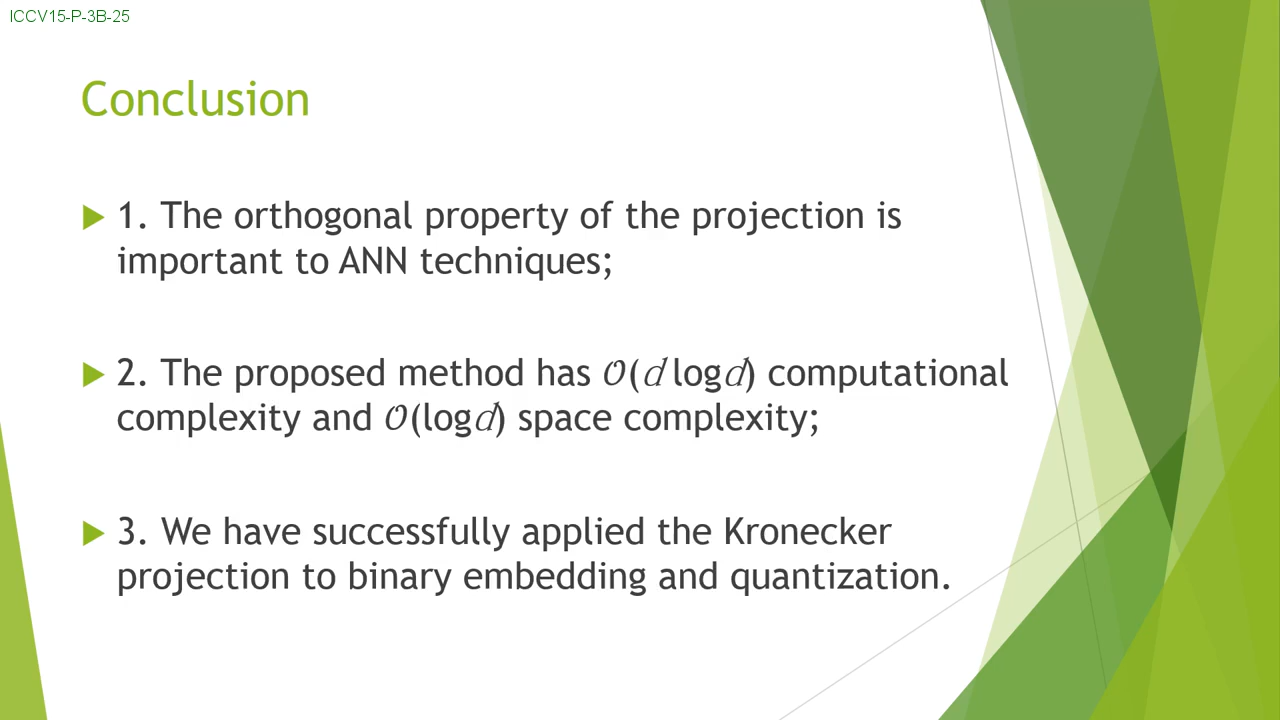 ICCV15-P-3B-25
Conclusion
1. The orthogonal property of the projection is
important to ANN techniques;
2. The proposed method has 𝒪(𝑑 log𝑑) computational
complexity and 𝒪(log𝑑) space complexity;
3. We have successfully applied the Kronecker
projection to binary embedding and quantization.